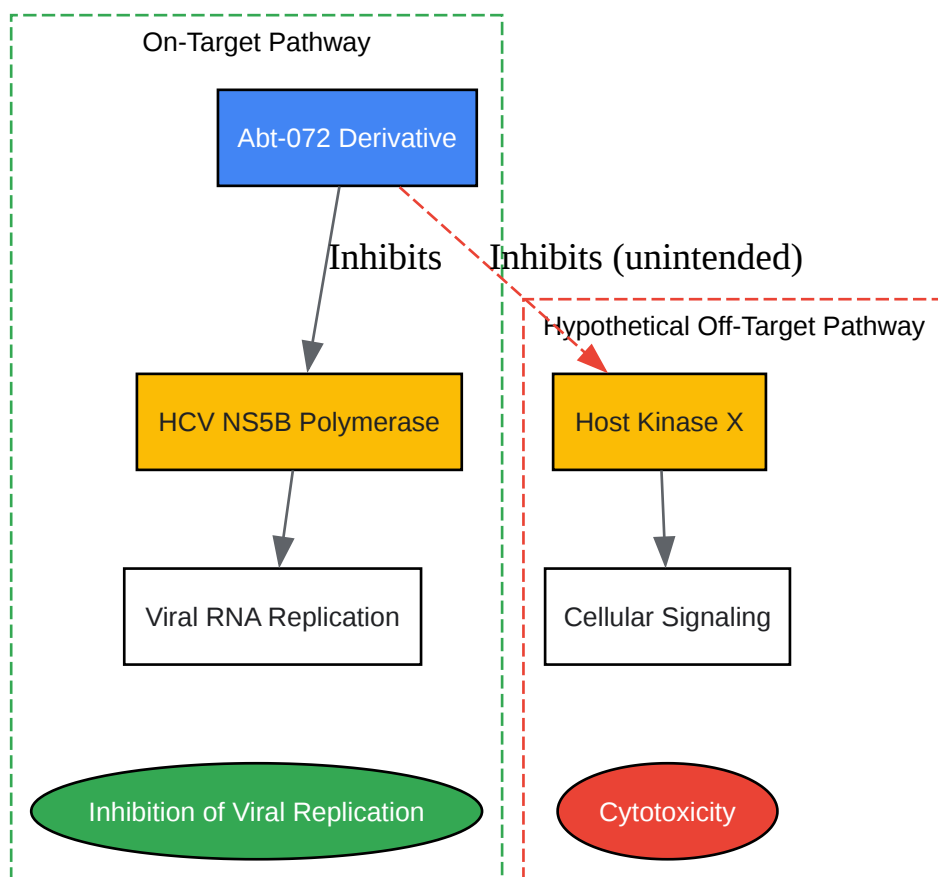 On-Target Pathway
Abt-072 Derivative
Inhibits
Inhibits (unintended)
Hypothetical Off-Target Pathway
HCV NS5B Polymerase
Host Kinase X
Viral RNA Replication
Cellular Signaling
Inhibition of Viral Replication
Cytotoxicity